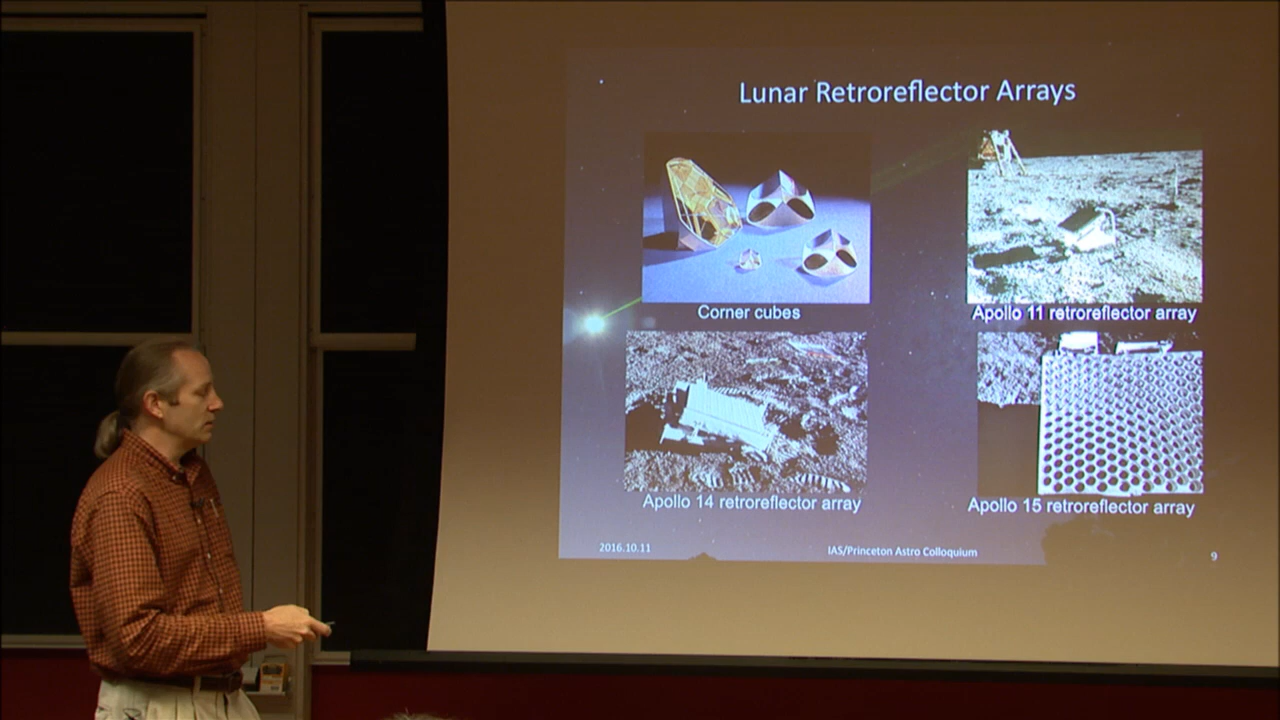 Lunar Retroreflector Arrays
Corner cubes
Apollo 11 retroreflector array
Apollo 14 retroreflector array
Apollo 15 retroreflector array
2016.10.11
IAS/Princeton Astro Colloquium
9